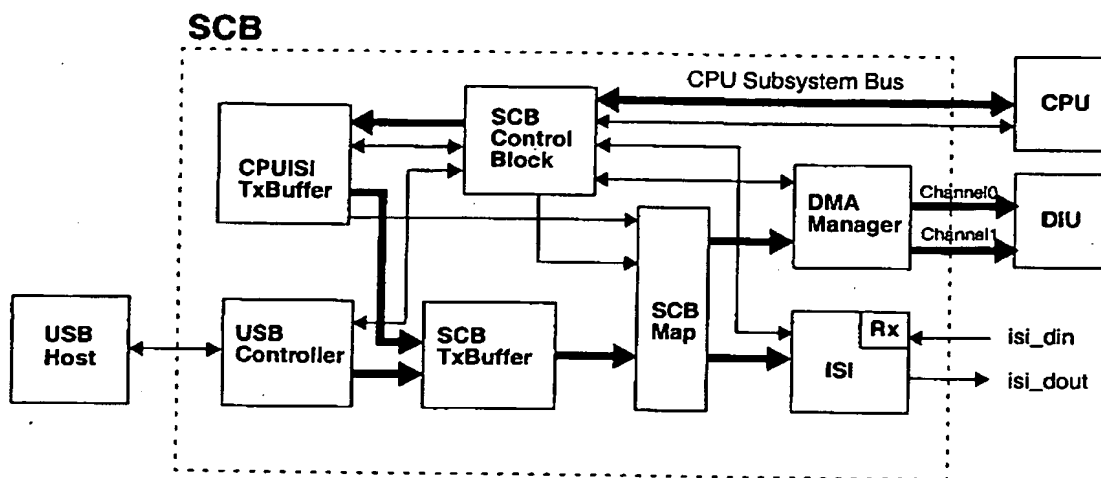 SCB
CPU Subsystem Bus
CPU
SCB
Control
Block
CPUISI
TxBuffer
DMA
Manager
Channel0
Channel1
DIU
SCB
Map
USB
Host
USB
Controller
SCB
TxBuffer
Rx
ISI
isi_din
isi_dout